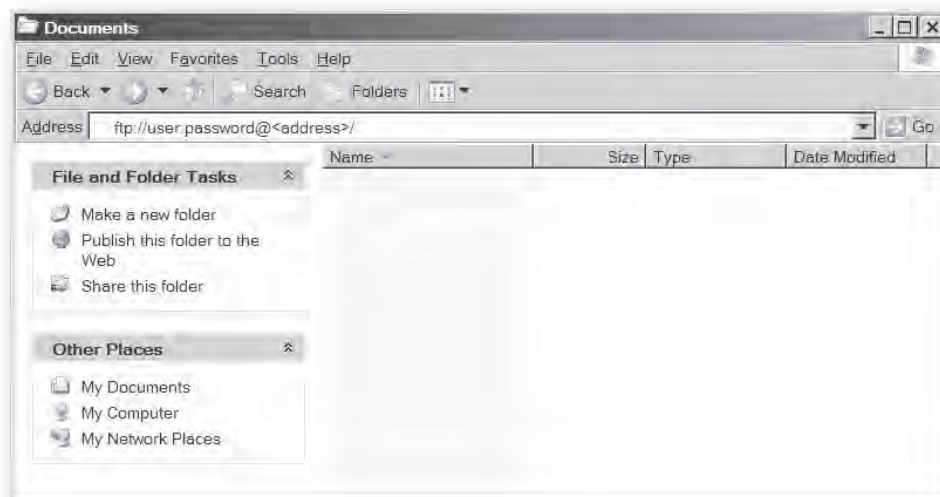 Documents
File Edit View Favorites Tools Help
Back Search Folders
Address ftp://user:password@<address>/ Go
Name Size Type Date Modified
File and Folder Tasks
Make a new folder
Publish this folder to the
Web
Share this folder
Other Places
My Documents
My Computer
My Network Places